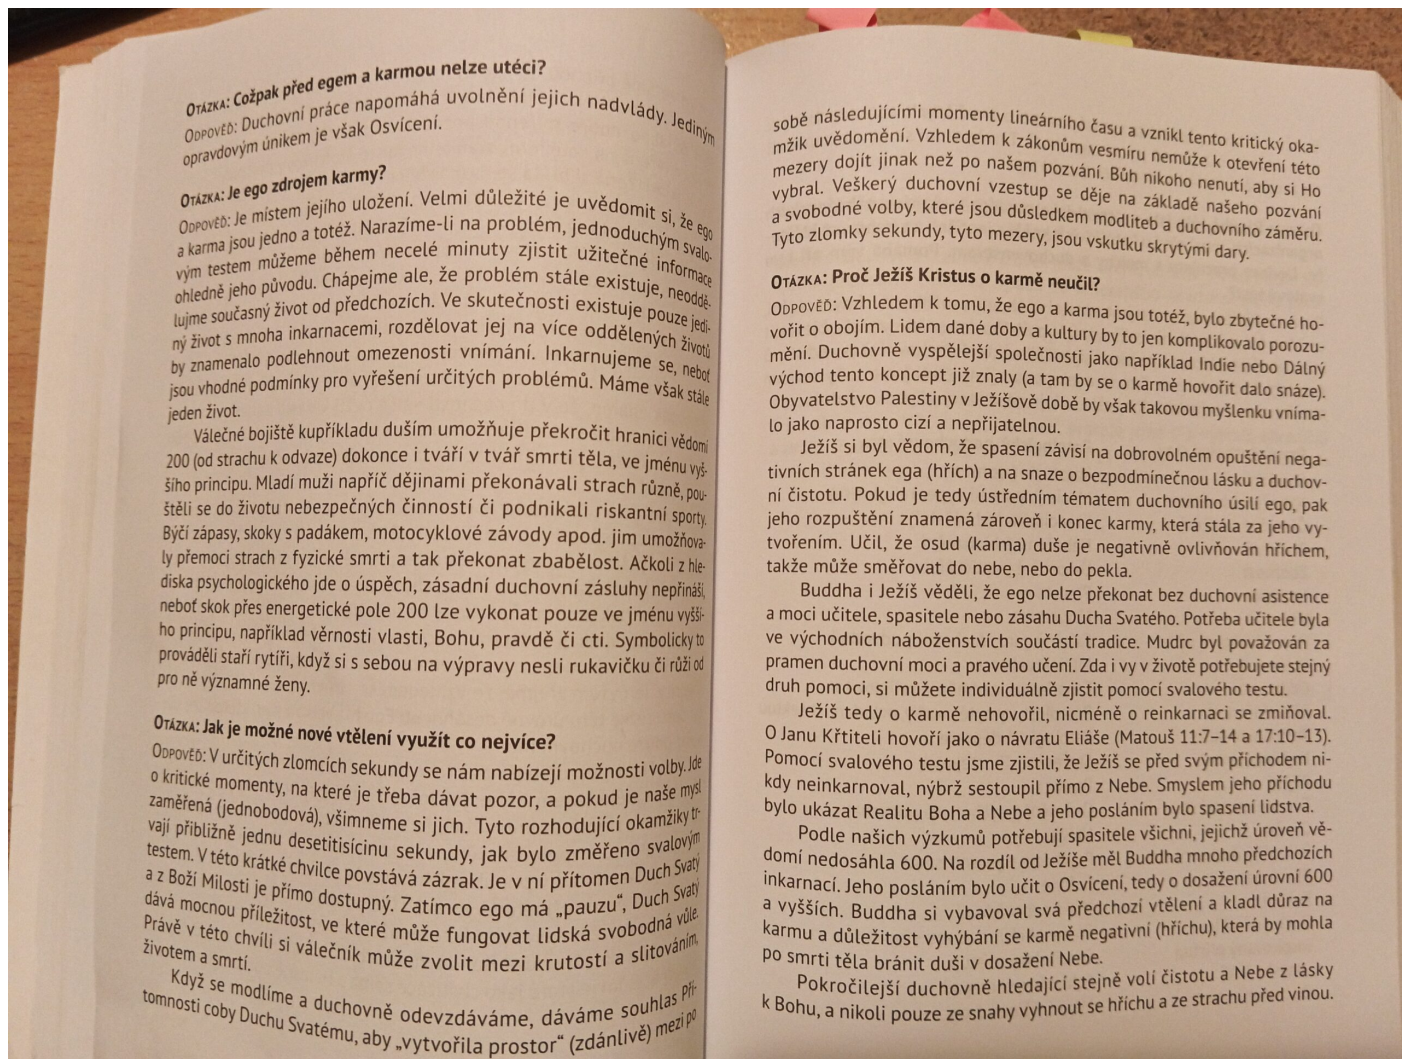 Otázka: Cožpak před egem a karmou nelze utéci?
Odpověď: Duchovní práce napomáhá uvolnění jejich nadvlády. Jediným
opravdovým únikem je však Osvícení.
Otázka: Je ego zdrojem karmy?
Odpověď: Je místem jejího uložení. Velmi důležité je uvědomit si, že ego
a karma jsou jedno a totéž. Narazíme-li na problém, jednoduchým svalo-
vým testem můžeme během necelé minuty zjistit užitečné informace
ohledně jeho původu. Chápejme ale, že problém stále existuje, neoddě-
lujme současný život od předchozích. Ve skutečnosti existuje pouze jedi-
ný život s mnoha inkarnacemi, rozdělovat jej na více oddělených životů
by znamenalo podlehnout omezenosti vnímání. Inkarnujeme se, neboť
jsou vhodné podmínky pro vyřešení určitých problémů. Máme však stále
jeden život.
Válečné bojiště kupříkladu duším umožňuje překročit hranici vědomí
200 (od strachu k odvaze) dokonce i tváří v tvář smrti těla, ve jménu vyš-
šího principu. Mladí muži napříč dějinami překonávali strach různě, pou-
štěli se do životu nebezpečných činností či podnikali riskantní sporty.
Býčí zápasy, skoky s padákem, motocyklové závody apod. jim umožňova-
ly přemoci strach z fyzické smrti a tak překonat zbabělost. Ačkoli z hle-
diska psychologického jde o úspěch, zásadní duchovní zásluhy nepřináší,
neboť skok přes energetické pole 200 lze vykonat pouze ve jménu vyšší-
ho principu, například věrnosti vlasti, Bohu, pravdě či cti. Symbolicky to
prováděli staří rytíři, když si s sebou na výpravy nesli rukavičku či růži od
pro ně významné ženy.
Otázka: Jak je možné nové vtělení využít co nejvíce?
Odpověď: V určitých zlomcích sekundy se nám nabízejí možnosti volby. Jde
o kritické momenty, na které je třeba dávat pozor, a pokud je naše mysl
zaměřená (jednobodová), všimneme si jich. Tyto rozhodující okamžiky tr-
vají přibližně jednu desetitisícinu sekundy, jak bylo změřeno svalovým
testem. V této krátké chvilce povstává zázrak. Je v ní přítomen Duch Svatý
a z Boží Milosti je přímo dostupný. Zatímco ego má „pauzu“, Duch Svatý
dává mocnou příležitost, ve které může fungovat lidská svobodná vůle.
Právě v této chvíli si válečník může zvolit mezi krutostí a slitováním,
životem a smrtí.
Když se modlíme a duchovně odevzdáváme, dáváme souhlas Pří-
tomnosti coby Duchu Svatému, aby „vytvořila prostor“ (zdánlivě) mezi po
sobě následujícími momenty lineárního času a vznikl tento kritický oka-
mžik uvědomění. Vzhledem k zákonům vesmíru nemůže k otevření této
mezery dojít jinak než po našem pozvání. Bůh nikoho nenutí, aby si Ho
vybral. Veškerý duchovní vzestup se děje na základě našeho pozvání
a svobodné volby, které jsou důsledkem modliteb a duchovního záměru.
Tyto zlomky sekundy, tyto mezery, jsou vskutku skrytými dary.
Otázka: Proč Ježíš Kristus o karmě neučil?
Odpověď: Vzhledem k tomu, že ego a karma jsou totéž, bylo zbytečné ho-
vořit o obojím. Lidem dané doby a kultury by to jen komplikovalo porozu-
mění. Duchovně vyspělejší společnosti jako například Indie nebo Dálný
východ tento koncept již znaly (a tam by se o karmě hovořit dalo snáze).
Obyvatelstvo Palestiny v Ježíšově době by však takovou myšlenku vníma-
lo jako naprosto cizí a nepřijatelnou.
Ježíš si byl vědom, že spasení závisí na dobrovolném opuštění nega-
tivních stránek ega (hřích) a na snaze o bezpodmínečnou lásku a duchov-
ní čistotu. Pokud je tedy ústředním tématem duchovního úsilí ego, pak
jeho rozpuštění znamená zároveň i konec karmy, která stála za jeho vy-
tvořením. Učil, že osud (karma) duše je negativně ovlivňován hříchem,
takže může směřovat do nebe, nebo do pekla.
Buddha i Ježíš věděli, že ego nelze překonat bez duchovní asistence
a moci učitele, spasitele nebo zásahu Ducha Svatého. Potřeba učitele byla
ve východních náboženstvích součástí tradice. Mudrc byl považován za
pramen duchovní moci a pravého učení. Zda i vy v životě potřebujete stejný
druh pomoci, si můžete individuálně zjistit pomocí svalového testu.
Ježíš tedy o karmě nehovořil, nicméně o reinkarnaci se zmiňoval.
O Janu Křtiteli hovoří jako o návratu Eliáše (Matouš 11:7–14 a 17:10–13).
Pomocí svalového testu jsme zjistili, že Ježíš se před svým příchodem ni-
kdy neinkarnoval, nýbrž sestoupil přímo z Nebe. Smyslem jeho příchodu
bylo ukázat Realitu Boha a Nebe a jeho posláním bylo spasení lidstva.
Podle našich výzkumů potřebují spasitele všichni, jejichž úroveň vě-
domí nedosáhla 600. Na rozdíl od Ježíše měl Buddha mnoho předchozích
inkarnací. Jeho posláním bylo učit o Osvícení, tedy o dosažení úrovní 600
a vyšších. Buddha si vybavoval svá předchozí vtělení a kladl důraz na
karmu a důležitost vyhýbání se karmě negativní (hříchu), která by mohla
po smrti těla bránit duši v dosažení Nebe.
Pokročilejší duchovně hledající stejně volí čistotu a Nebe z lásky
k Bohu, a nikoli pouze ze snahy vyhnout se hříchu a ze strachu před vinou.